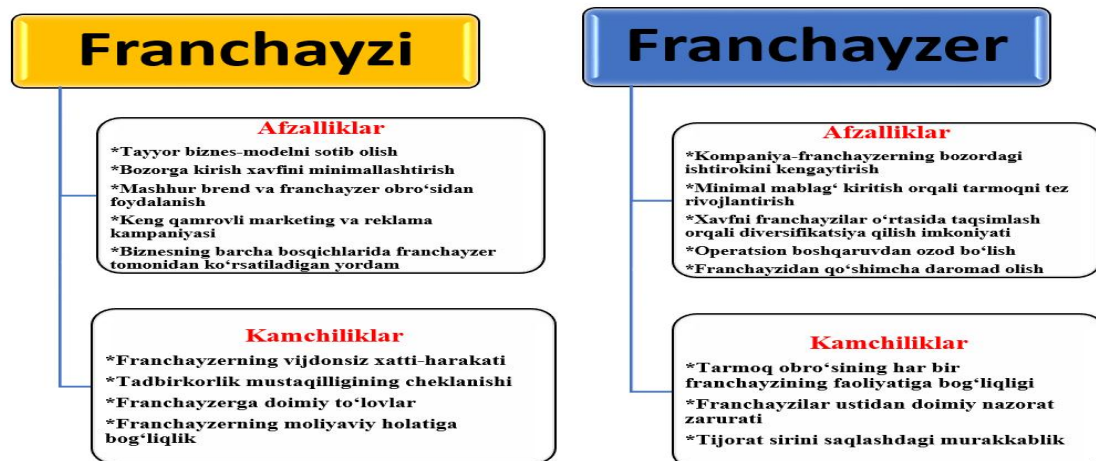 Franchayzi
Afzalliklar
*Tayyor biznes-modelni sotib olish
*Bozorga kirish xavfini minimallashtirish
*Mashhur brend va franchayzer obro‘sidan
foydalanish
*Keng qamrovli marketing va reklama
kampaniyasi
*Biznesning barcha bosqichlarida franchayzer
tomonidan ko‘rsatiladigan yordam
Kamchiliklar
*Franchayzerning vijdonsiz xatti-harakati
*Tadbirkorlik mustaqilligining cheklanishi
*Franchayzerga doimiy to‘lovlar
*Franchayzerning moliyaviy holatiga
bog‘liqlik
Franchayzer
Afzalliklar
*Kompaniya-franchayzerning bozordagi
ishtirokini kengaytirish
*Minimal mablag‘ kiritish orqali tarmoqni tez
rivojlantirish
*Xavfni franchayzilar o‘rtasida taqsimlash
orqali diversifikatsiya qilish imkoniyati
*Operatsion boshqaruvdan ozod bo‘lish
*Franchayzidan qo‘shimcha daromad olish
Kamchiliklar
*Tarmoq obro‘sining har bir
franchayzining faoliyatiga bog‘liqligi
*Franchayzilar ustidan doimiy nazorat
zarurati
*Tijorat sirini saqlashdagi murakkablik